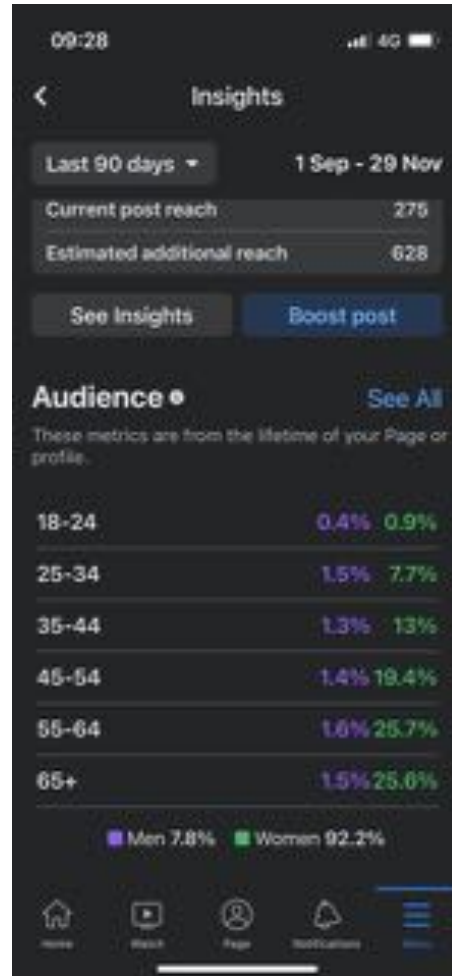 09:28 4G
Insights
Last 90 days 1 Sep - 29 Nov
Current post reach 275
Estimated additional reach 628
See Insights Boost post
Audience See All
These metrics are from the lifetime of your Page or
profile.
18-24 0.4% 0.9%
25-34 1.5% 7.7%
35-44 1.3% 13%
45-54 1.4% 19.4%
55-64 1.6% 25.7%
65+ 1.5% 25.6%
Men 7.8% Women 92.2%
Home Watch Page Notifications Menu